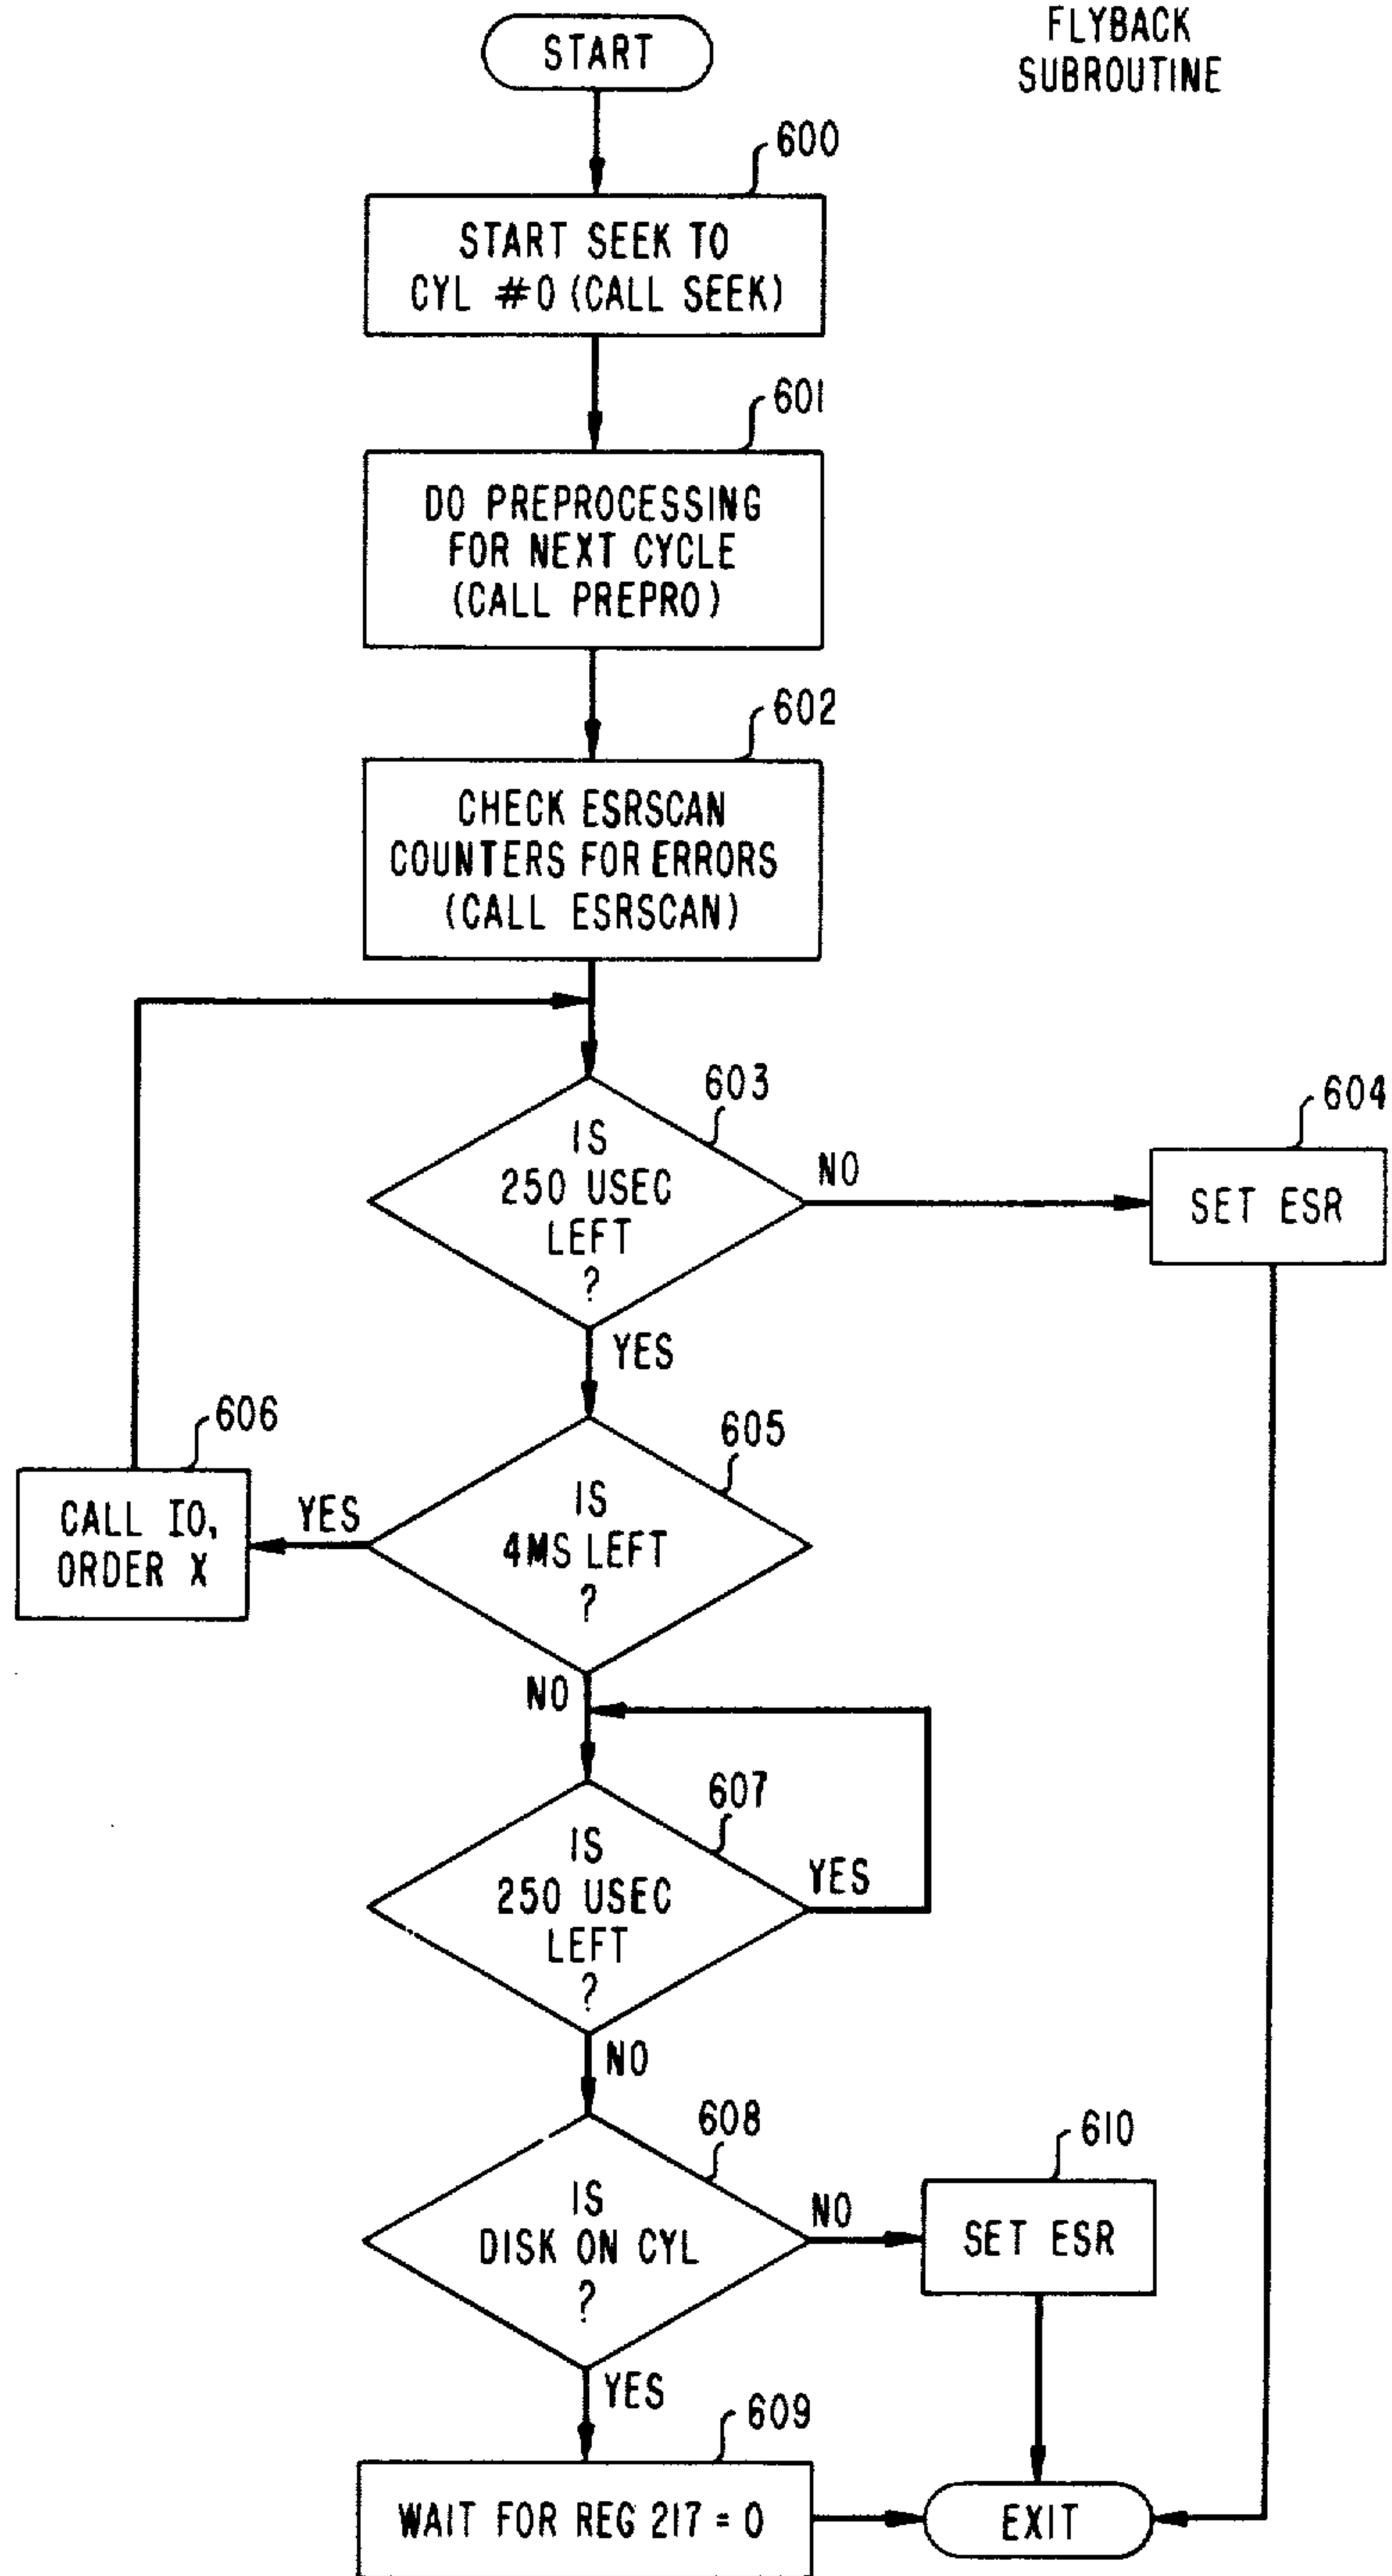 FLYBACK
SUBROUTINE
START
600
START SEEK TO
CYL #0 (CALL SEEK)
601
DO PREPROCESSING
FOR NEXT CYCLE
(CALL PREPRO)
602
CHECK ESRSCAN
COUNTERS FOR ERRORS
(CALL ESRSCAN)
603
IS
250 USEC
LEFT
?
NO
604
SET ESR
YES
605
IS
4MS LEFT
?
YES
606
CALL IO,
ORDER X
NO
607
IS
250 USEC
LEFT
?
YES
NO
608
IS
DISK ON CYL
?
NO
610
SET ESR
YES
609
WAIT FOR REG 217 = 0
EXIT